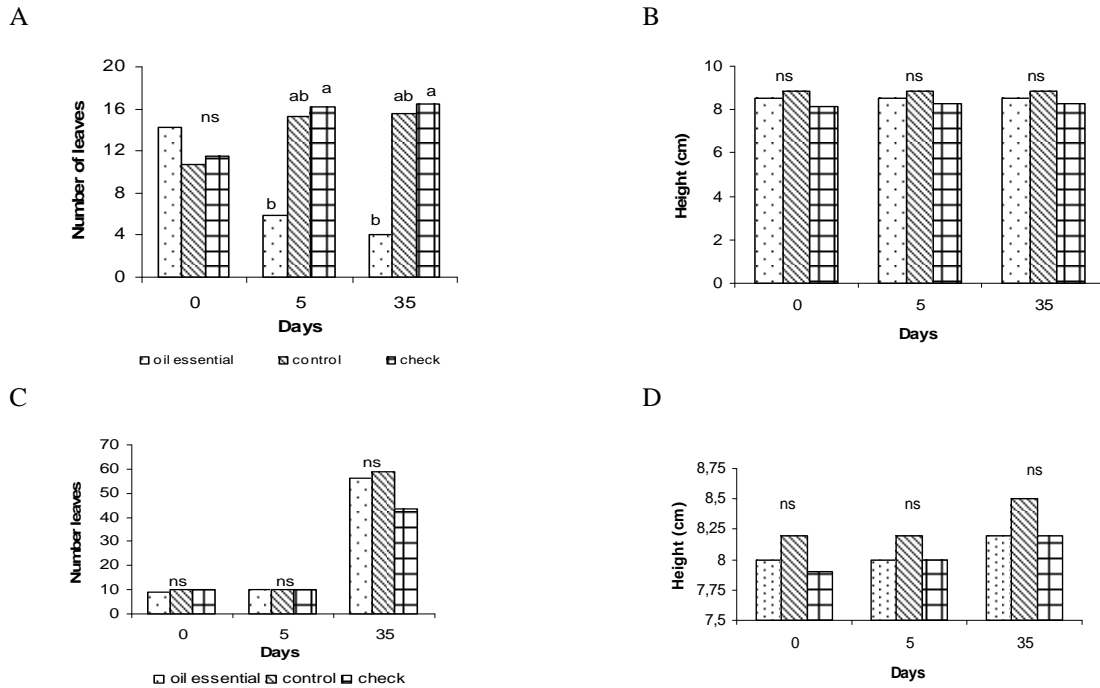 A
20
16
12
8
4
0
Number of leaves
ns
b
ab
a
b
ab
a
0 5 35
Days
oil essential control check
B
10
8
6
4
2
0
Height (cm)
ns ns ns
0 5 35
Days
C
70
60
50
40
30
20
10
0
Number leaves
ns ns ns
0 5 35
Days
oil essential control check
D
8,75
8,5
8,25
8
7,75
7,5
Height (cm)
ns ns ns
0 5 35
Days